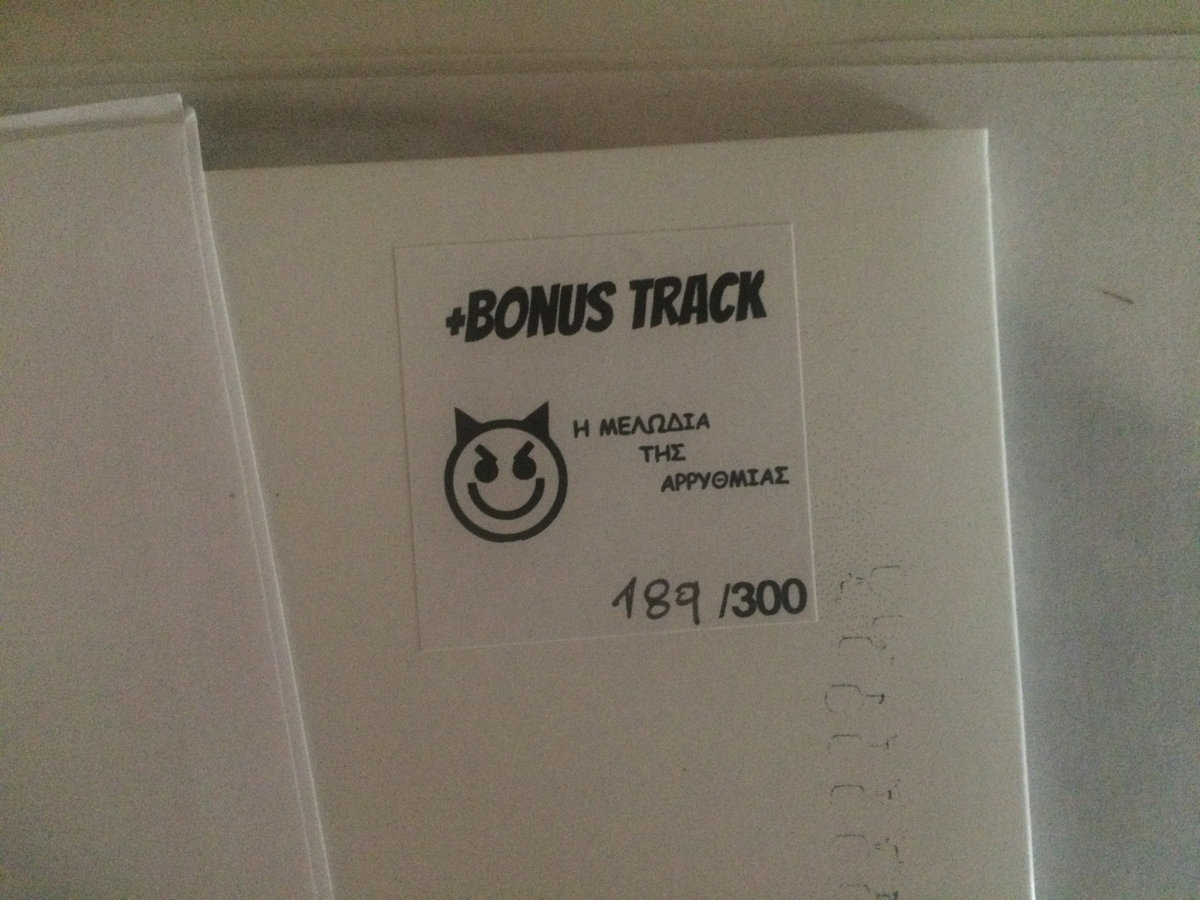 +BONUS TRACK
Η ΜΕΛΩΔΙΑ
ΤΗΣ
ΑΡΡΥΘΜΙΑΣ
189 /300